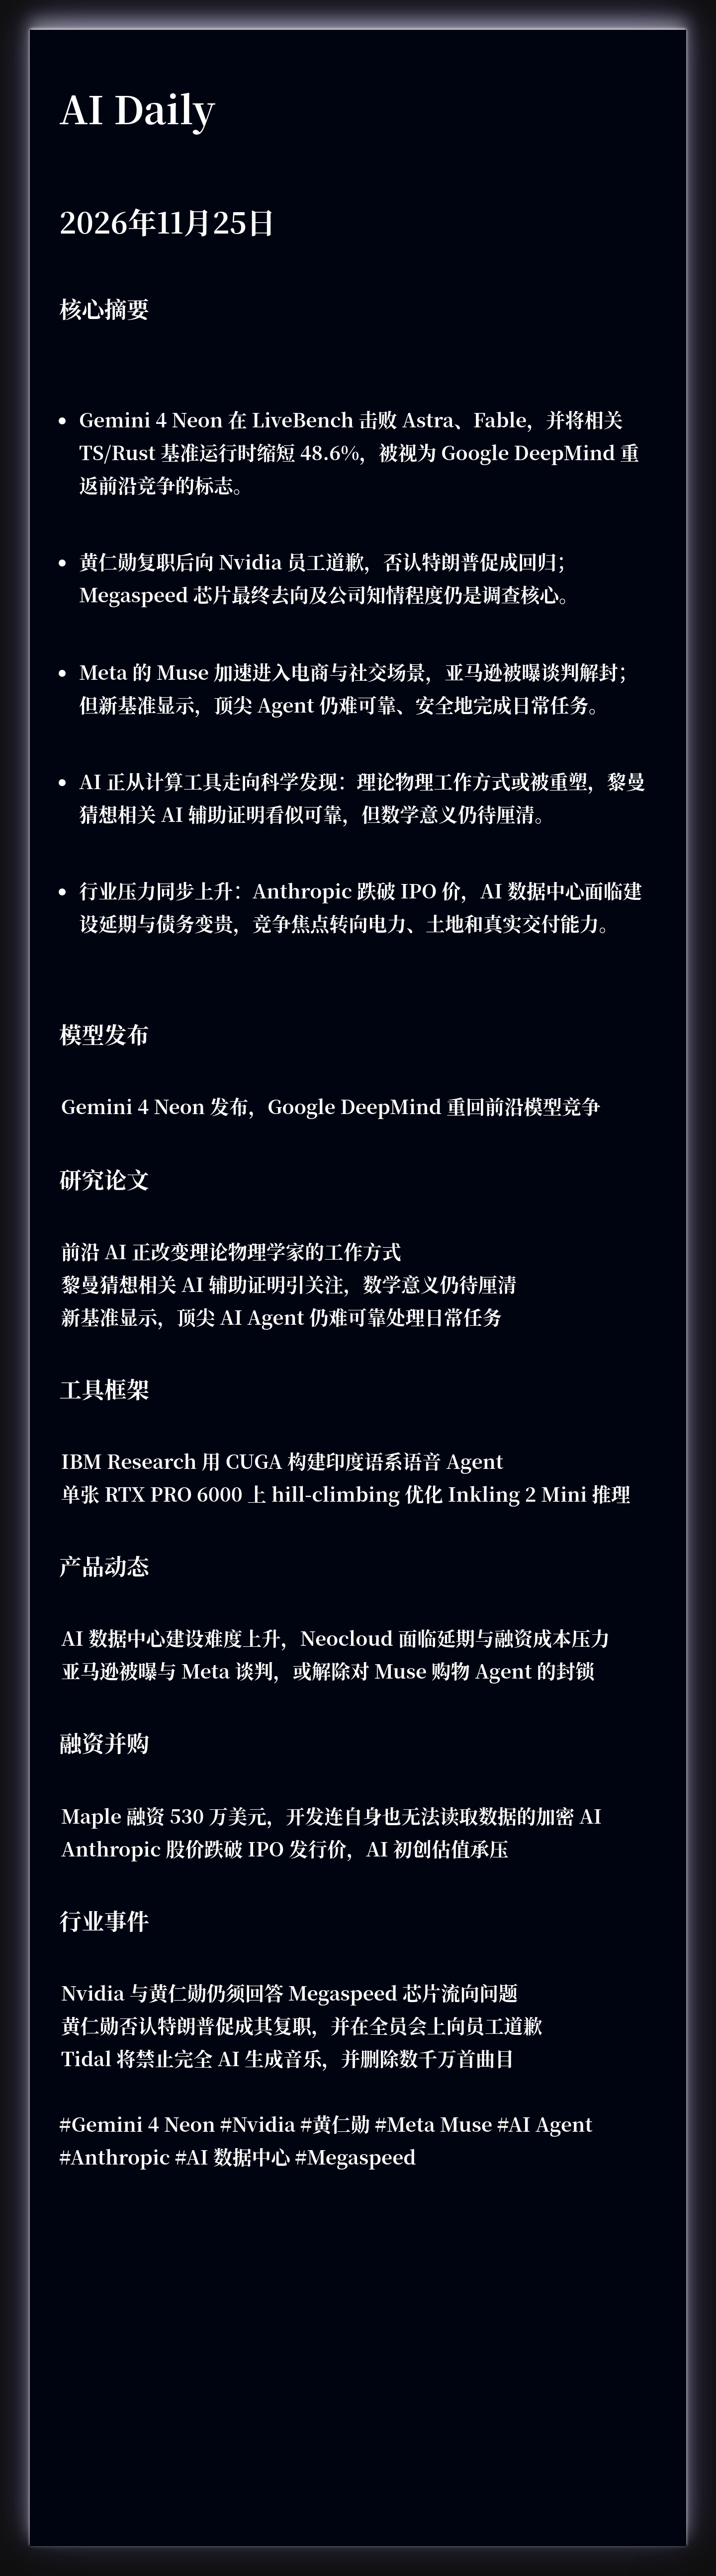 AI Daily
2026年11月25日
核心摘要
• Gemini 4 Neon 在 LiveBench 击败 Astra、Fable，并将相关
TS/Rust 基准运行时缩短 48.6%，被视为 Google DeepMind 重
返前沿竞争的标志。
• 黄仁勋复职后向 Nvidia 员工道歉，否认特朗普促成回归；
Megaspeed 芯片最终去向及公司知情程度仍是调查核心。
• Meta 的 Muse 加速进入电商与社交场景，亚马逊被曝谈判解封；
但新基准显示，顶尖 Agent 仍难可靠、安全地完成日常任务。
• AI 正从计算工具走向科学发现：理论物理工作方式或被重塑，黎曼
猜想相关 AI 辅助证明看似可靠，但数学意义仍待厘清。
• 行业压力同步上升：Anthropic 跌破 IPO 价，AI 数据中心面临建
设延期与债务变贵，竞争焦点转向电力、土地和真实交付能力。
模型发布
Gemini 4 Neon 发布，Google DeepMind 重回前沿模型竞争
研究论文
前沿 AI 正改变理论物理学家的工作方式
黎曼猜想相关 AI 辅助证明引关注，数学意义仍待厘清
新基准显示，顶尖 AI Agent 仍难可靠处理日常任务
工具框架
IBM Research 用 CUGA 构建印度语系语音 Agent
单张 RTX PRO 6000 上 hill-climbing 优化 Inkling 2 Mini 推理
产品动态
AI 数据中心建设难度上升，Neocloud 面临延期与融资成本压力
亚马逊被曝与 Meta 谈判，或解除对 Muse 购物 Agent 的封锁
融资并购
Maple 融资 530 万美元，开发连自身也无法读取数据的加密 AI
Anthropic 股价跌破 IPO 发行价，AI 初创估值承压
行业事件
Nvidia 与黄仁勋仍须回答 Megaspeed 芯片流向问题
黄仁勋否认特朗普促成其复职，并在全员会上向员工道歉
Tidal 将禁止完全 AI 生成音乐，并删除数千万首曲目
#Gemini 4 Neon #Nvidia #黄仁勋 #Meta Muse #AI Agent
#Anthropic #AI 数据中心 #Megaspeed